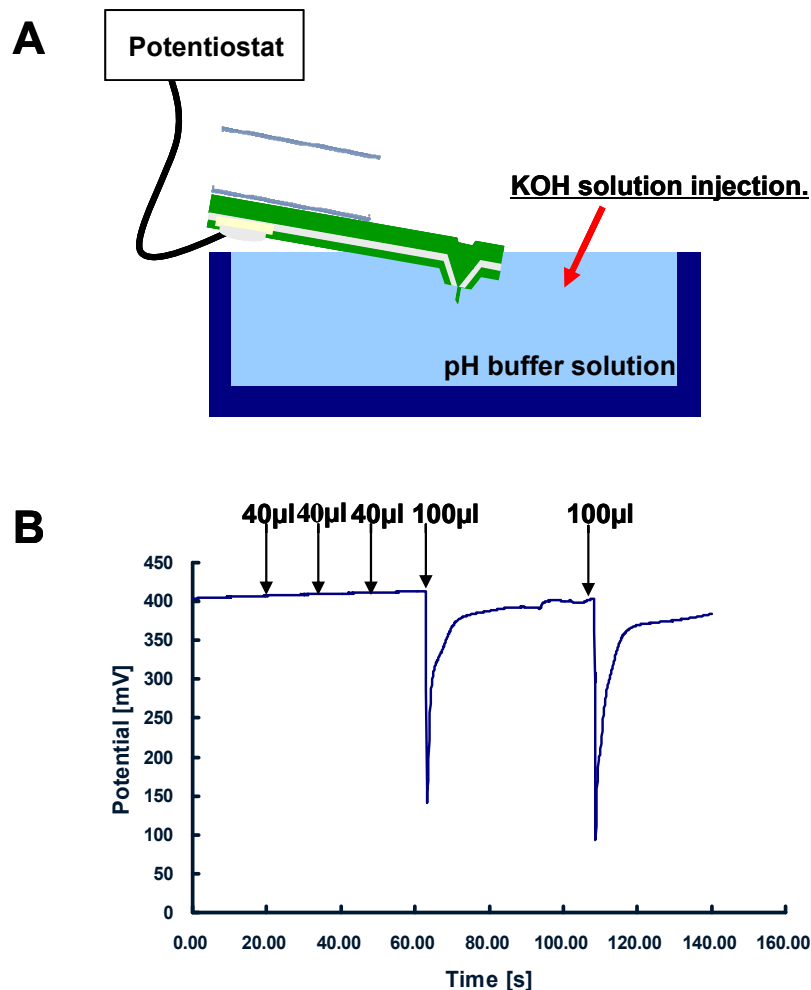 A
Potentiostat
KOH solution injection.
pH buffer solution
B
40µl 40µl 40µl 100µl 100µl
450
400
350
300
250
200
150
100
50
0
Potential [mV]
0.00 20.00 40.00 60.00 80.00 100.00 120.00 140.00 160.00
Time [s]